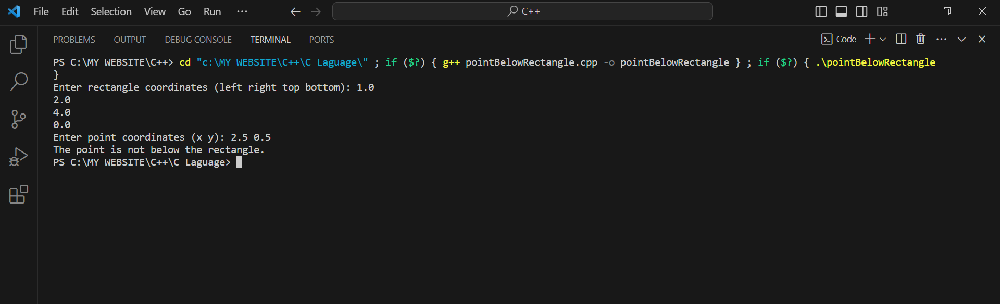 File Edit Selection View Go Run ··· C++
PROBLEMS OUTPUT DEBUG CONSOLE TERMINAL PORTS Code
PS C:\MY WEBSITE\C++> cd "c:\MY WEBSITE\C++\C Laguage\" ; if ($?) { g++ pointBelowRectangle.cpp -o pointBelowRectangle } ; if ($?) { .\pointBelowRectangle
}
Enter rectangle coordinates (left right top bottom): 1.0
2.0
4.0
0.0
Enter point coordinates (x y): 2.5 0.5
The point is not below the rectangle.
PS C:\MY WEBSITE\C++\C Laguage>